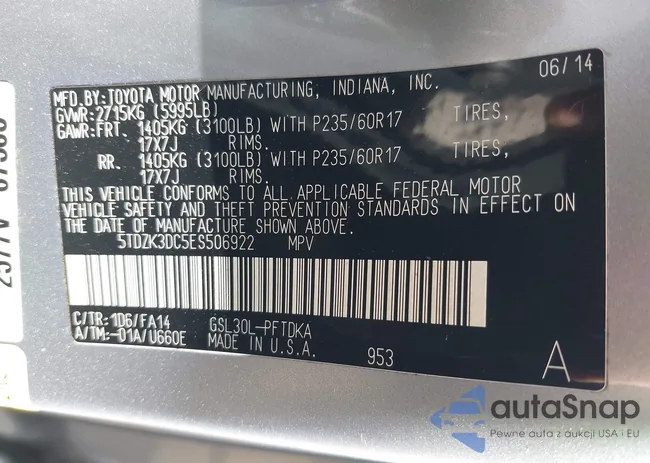 06/14
MFD.BY:TOYOTA MOTOR MANUFACTURING, INDIANA, INC.
GVWR:2715KG (5995LB)
GAWR:FRT. 1405KG (3100LB) WITH P235/60R17 TIRES,
17X7J RIMS.
RR. 1405KG (3100LB) WITH P235/60R17 TIRES,
17X7J RIMS.
THIS VEHICLE CONFORMS TO ALL APPLICABLE FEDERAL MOTOR
VEHICLE SAFETY AND THEFT PREVENTION STANDARDS IN EFFECT ON
THE DATE OF MANUFACTURE SHOWN ABOVE.
5TDZK3DC5ES506922 MPV
C/TR:1D6/FA14 GSL30L-PFTDKA
A/TM:-01A/U660E MADE IN U.S.A. 953 A
autaSnap
Pewne auta z aukcji USA i EU